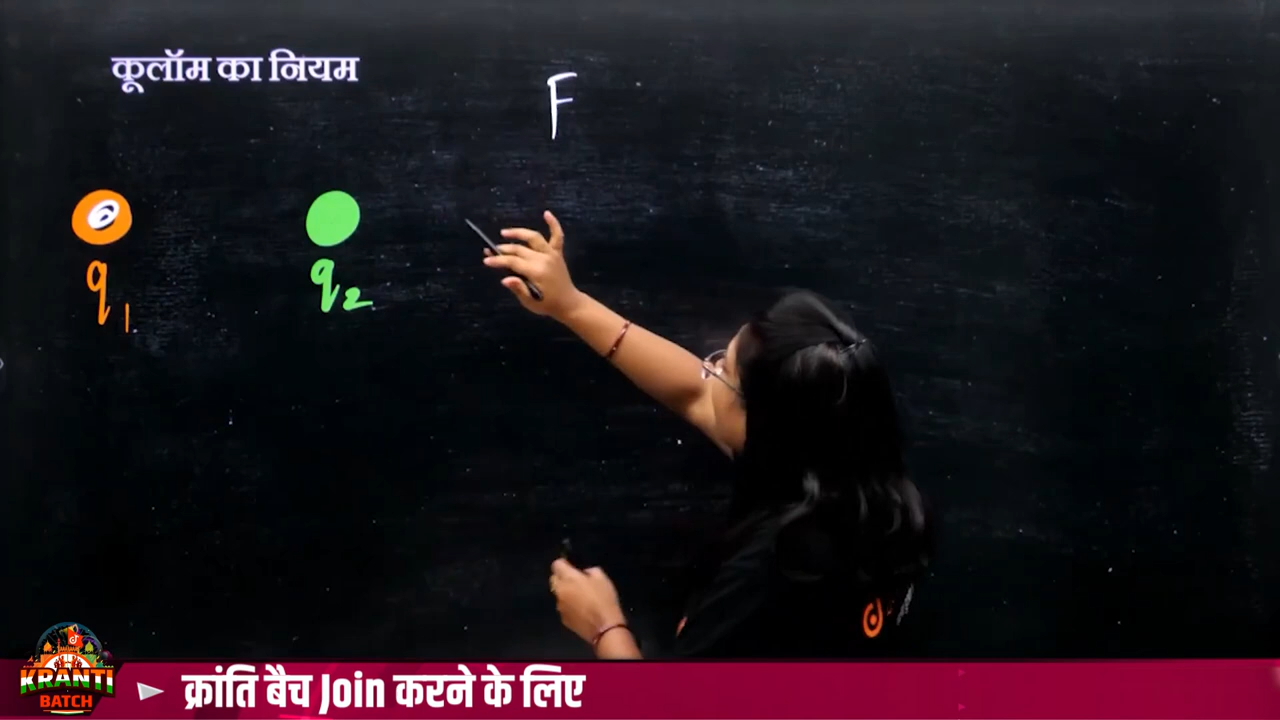 कूलॉम का नियम
F
q1
q2
KRANTI
BATCH
क्रांति बैच Join करने के लिए